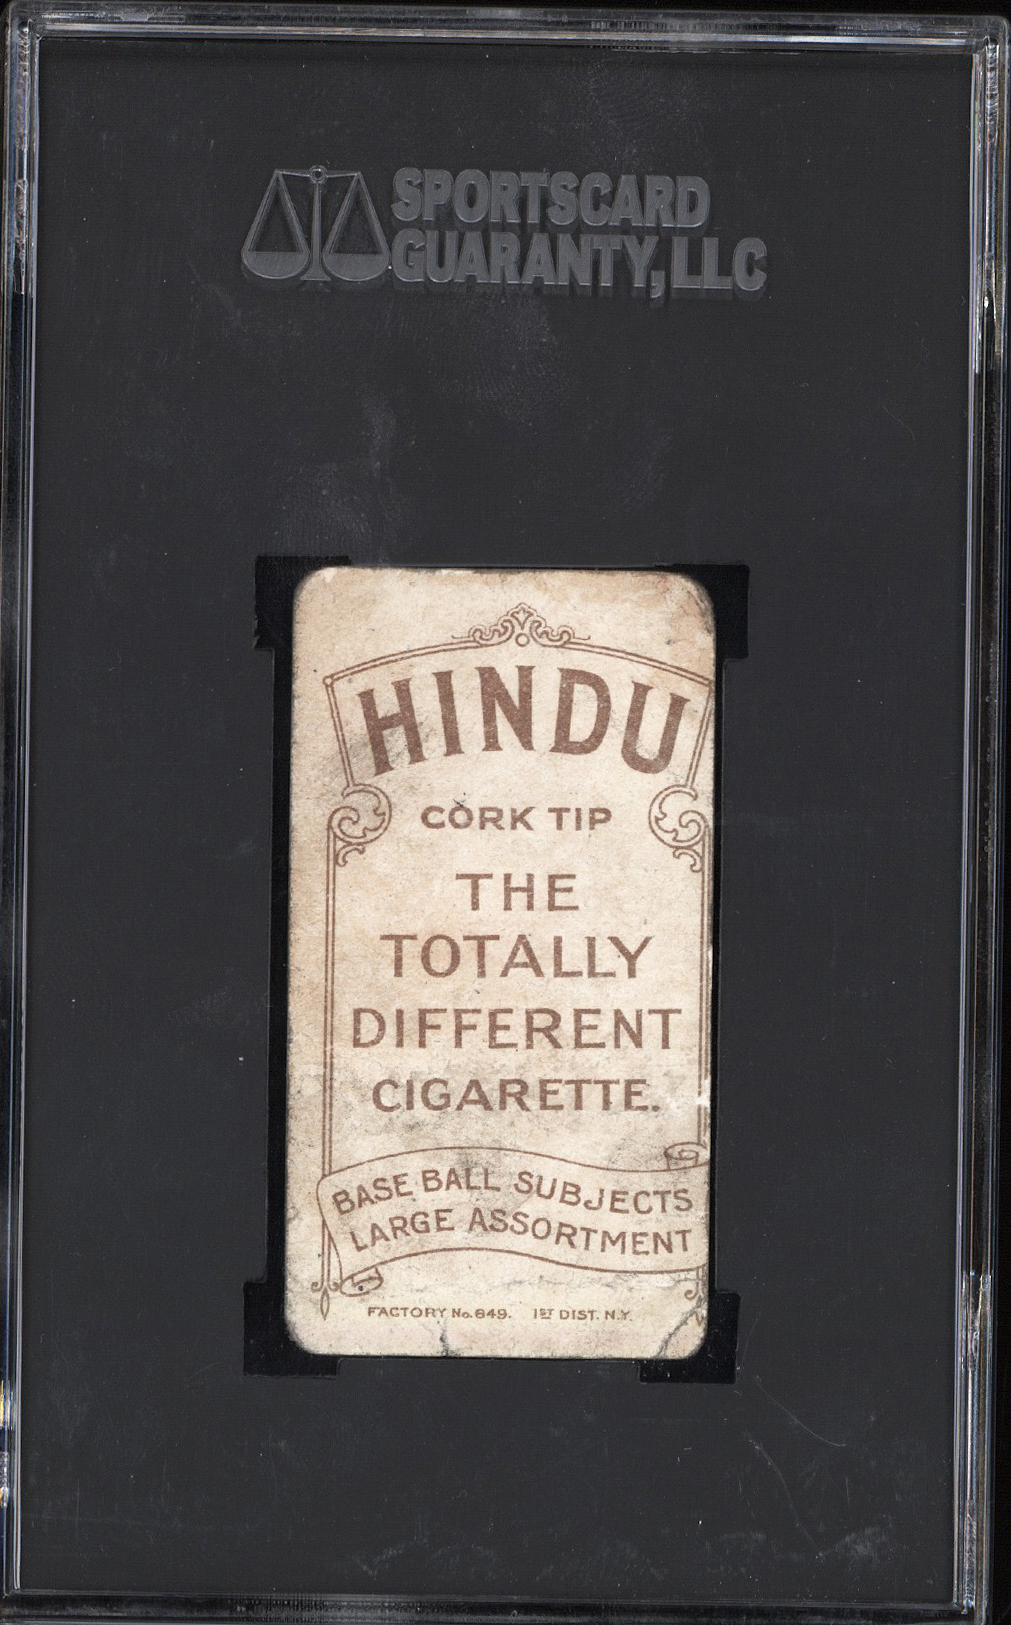 SPORTSCARD
GUARANTY, LLC
HINDU
CORK TIP
THE
TOTALLY
DIFFERENT
CIGARETTE.
BASE BALL SUBJECTS
LARGE ASSORTMENT
FACTORY No. 649. 1ST DIST. N.Y.